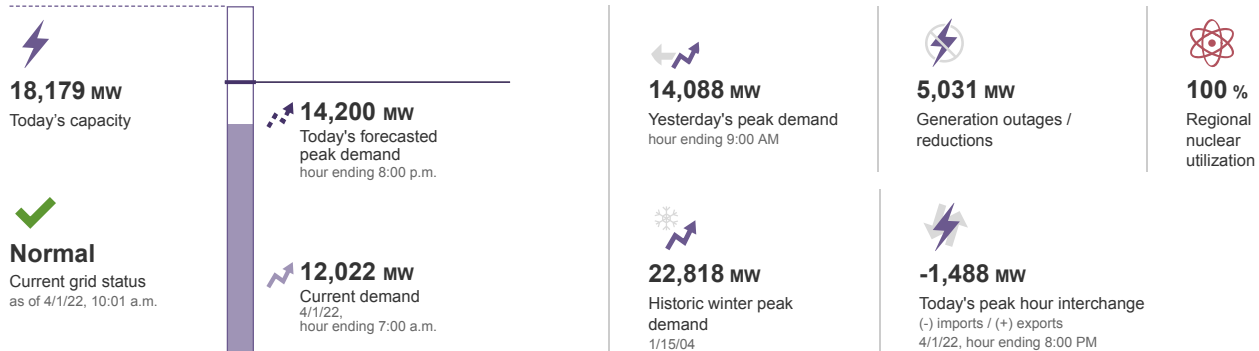 18,179 MW
Today's capacity
Normal
Current grid status
as of 4/1/22, 10:01 a.m.
14,200 MW
Today's forecasted
peak demand
hour ending 8:00 p.m.
12,022 MW
Current demand
4/1/22,
hour ending 7:00 a.m.
14,088 MW
Yesterday's peak demand
hour ending 9:00 AM
5,031 MW
Generation outages /
reductions
100 %
Regional
nuclear
utilization
22,818 MW
Historic winter peak
demand
1/15/04
-1,488 MW
Today's peak hour interchange
(-) imports / (+) exports
4/1/22, hour ending 8:00 PM